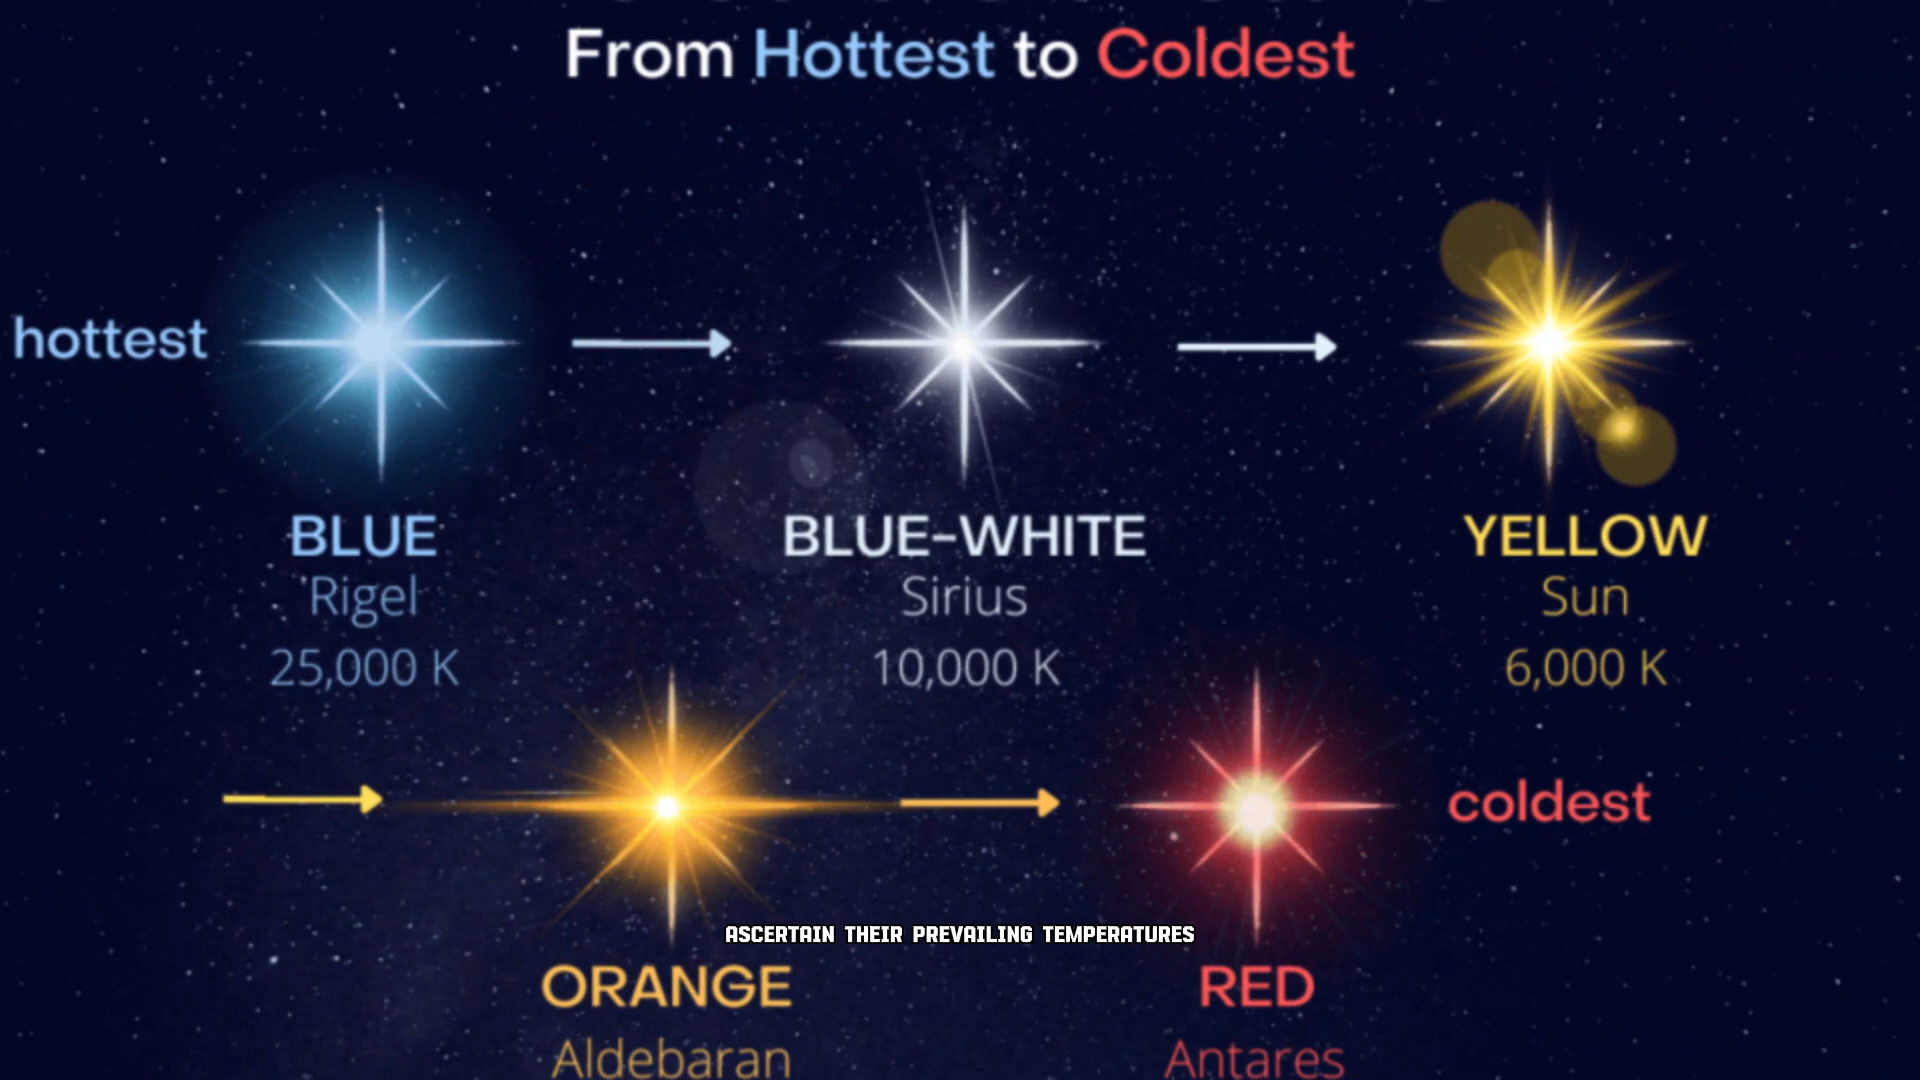 From Hottest to Coldest
hottest
BLUE
Rigel
25,000 K
BLUE-WHITE
Sirius
10,000 K
YELLOW
Sun
6,000 K
coldest
ASCERTAIN THEIR PREVAILING TEMPERATURES
ORANGE
Aldebaran
RED
Antares